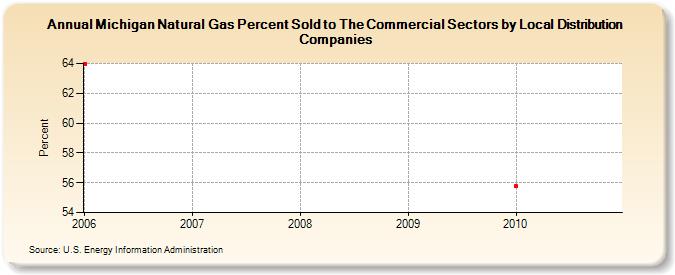 Annual Michigan Natural Gas Percent Sold to The Commercial Sectors by Local Distribution
Companies
Percent
64
62
60
58
56
54
2006 2007 2008 2009 2010
Source: U.S. Energy Information Administration